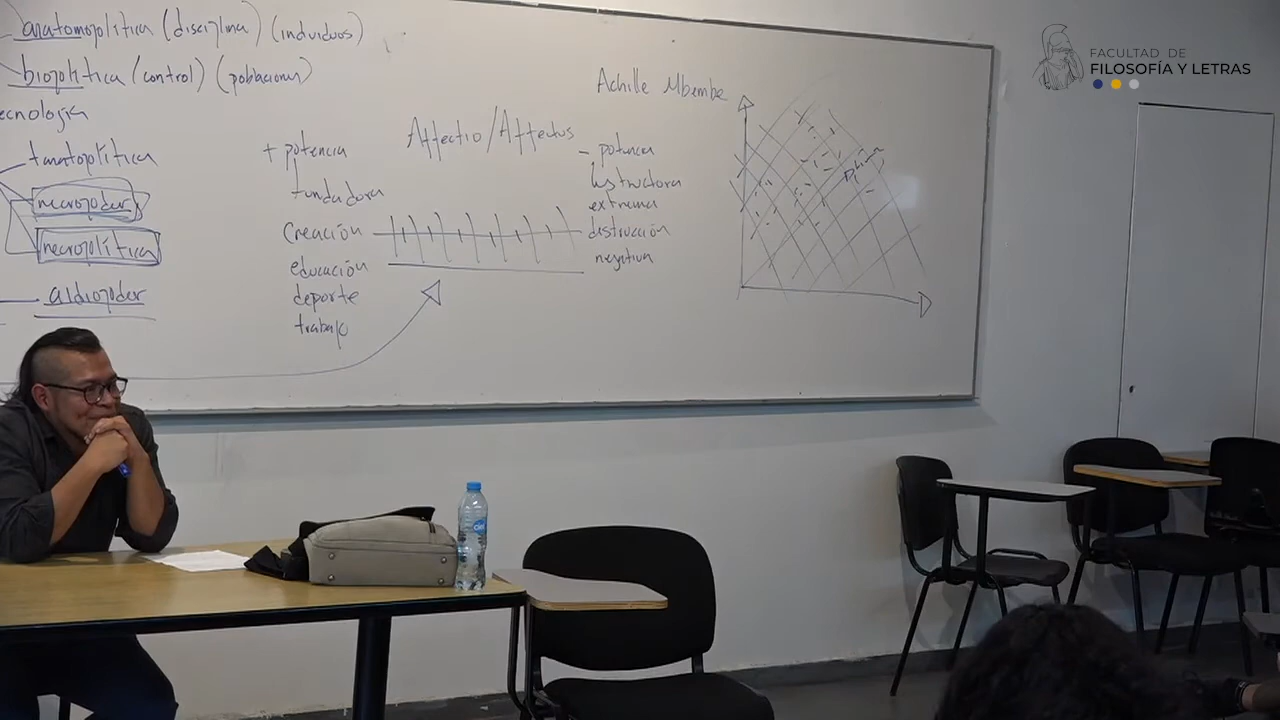 anatomopolítica (disciplina) (individuos)
biopolítica (control) (poblaciones)
tecnología
tanatopolítica
necropoder
necropolítica
aldiopoder
+ potencia
fundadora
creación
educación
deporte
trabajo
Affectio/Affectus
Achille Mbembe
- potencia
destructora
extrema
destrucción
negativa
FACULTAD DE
FILOSOFÍA Y LETRAS